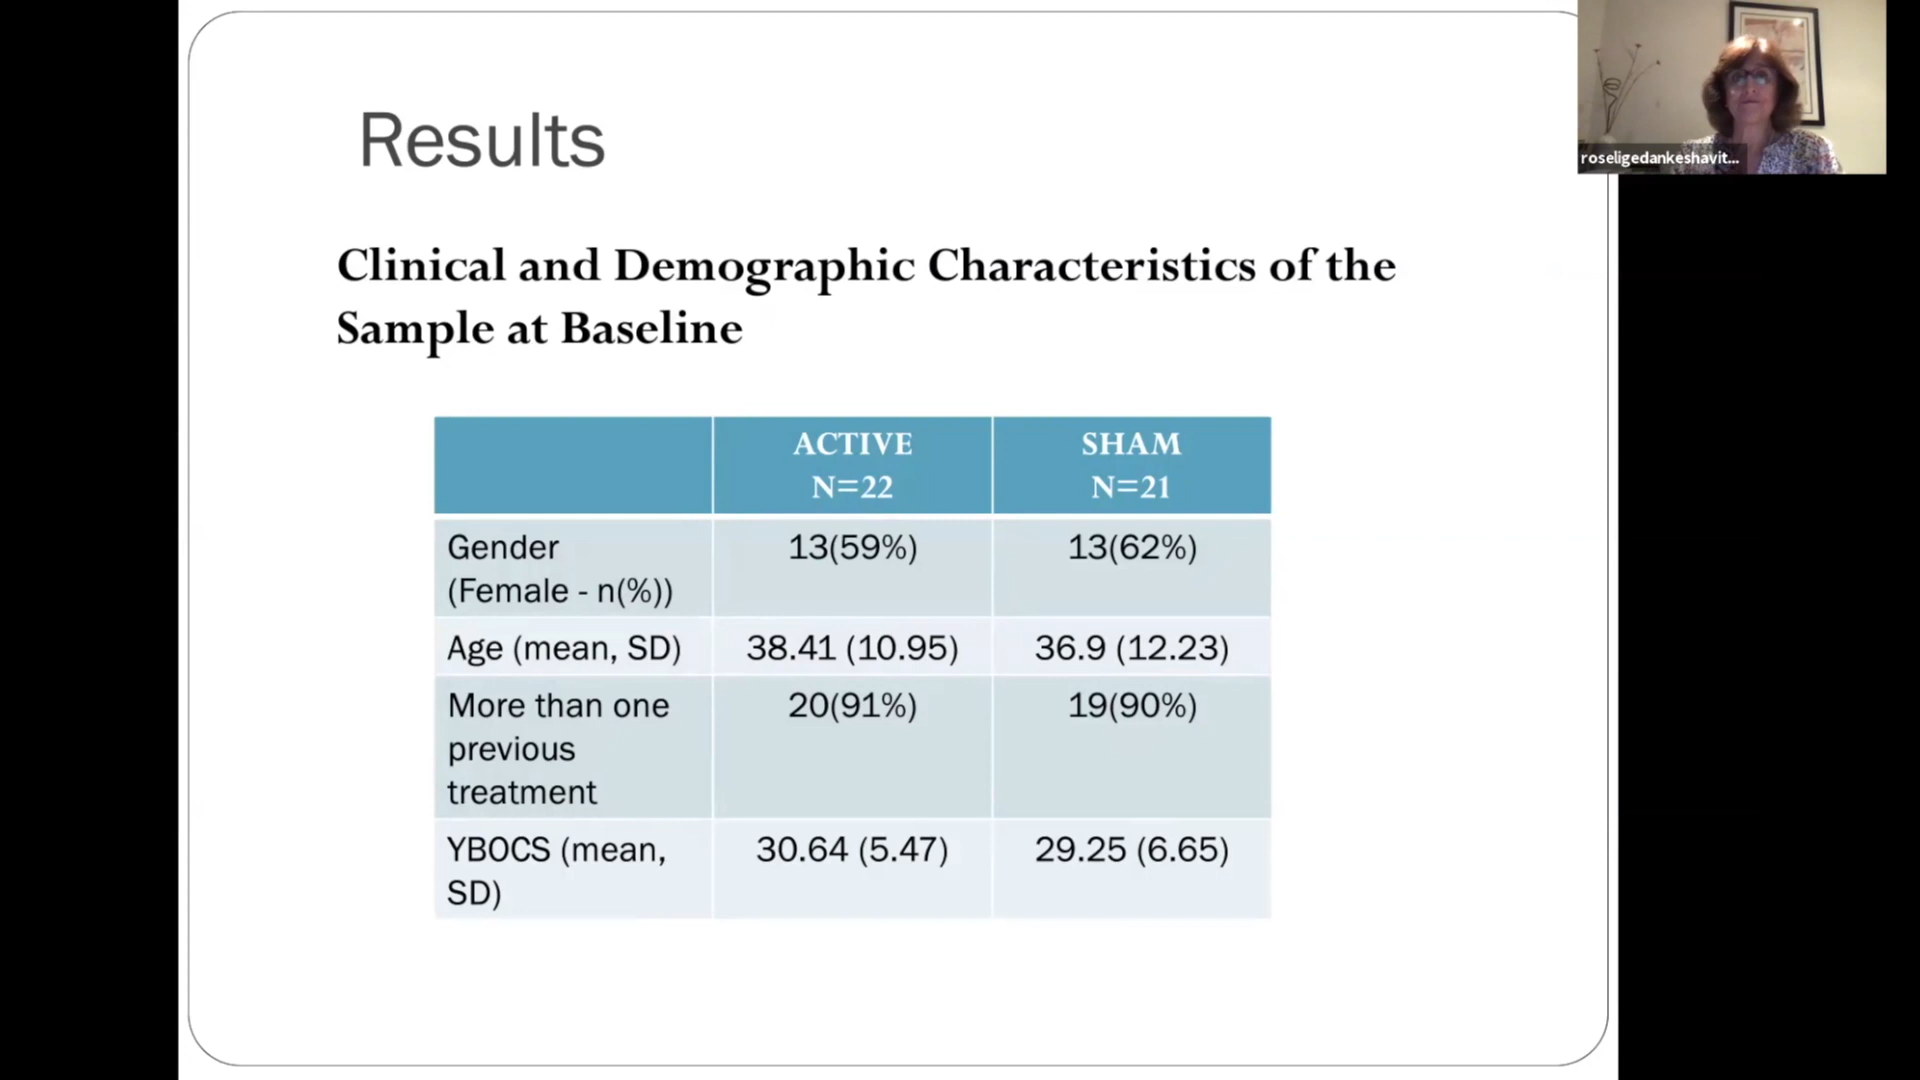 Results
roseligedankeshavit...
Clinical and Demographic Characteristics of the
Sample at Baseline
ACTIVE
N=22
SHAM
N=21
Gender
(Female - n(%))
13(59%)
13(62%)
Age (mean, SD)
38.41 (10.95)
36.9 (12.23)
More than one
previous
treatment
20(91%)
19(90%)
YBOCS (mean,
SD)
30.64 (5.47)
29.25 (6.65)